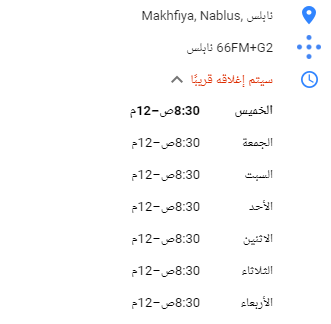 نابلس, Makhfiya, Nablus
66FM+G2 نابلس
سيتم إغلاقه قريبًا
الخميس 8:30ص–12م
الجمعة 8:30ص–12م
السبت 8:30ص–12م
الأحد 8:30ص–12م
الاثنين 8:30ص–12م
الثلاثاء 8:30ص–12م
الأربعاء 8:30ص–12م